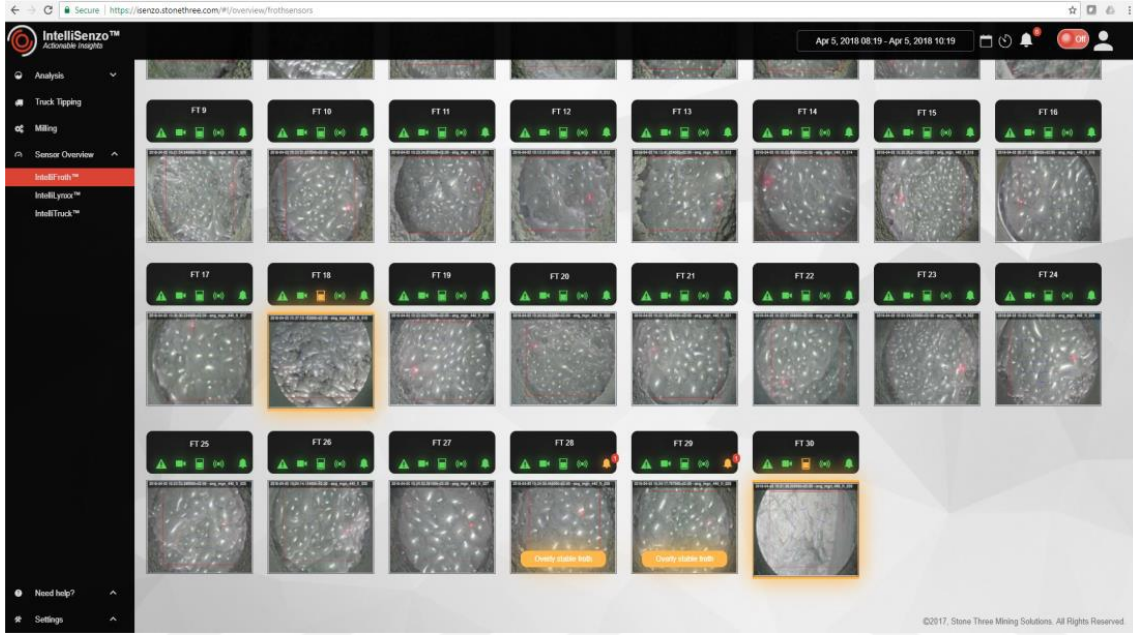 Secure | https://isenzo.stonethree.com/#!/overview/frothsensors
IntelliSenzo™
Actionable Insights
Apr 5, 2018 08:19 - Apr 5, 2018 10:19
Off
Analysis
Truck Tipping
Milling
Sensor Overview
IntelliFroth™
IntelliLynxx™
IntelliTruck™
FT 9
FT 10
FT 11
FT 12
FT 13
FT 14
FT 15
FT 16
FT 17
FT 18
FT 19
FT 20
FT 21
FT 22
FT 23
FT 24
FT 25
FT 26
FT 27
FT 28
1
FT 29
1
FT 30
Overly stable froth
Overly stable froth
Need help?
Settings
©2017, Stone Three Mining Solutions. All Rights Reserved.